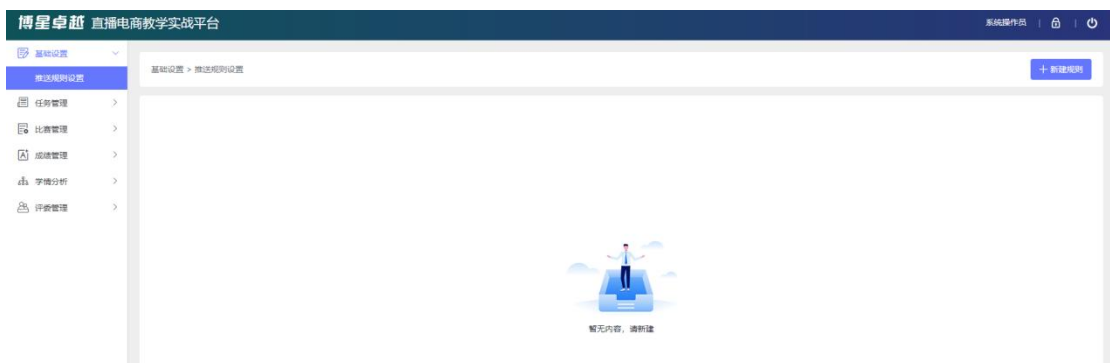 博星卓越 直播电商教学实战平台
系统操作员
基础设置
推送规则设置
任务管理
比赛管理
成绩管理
学情分析
评委管理
基础设置 > 推送规则设置
+ 新建规则
暂无内容，请新建